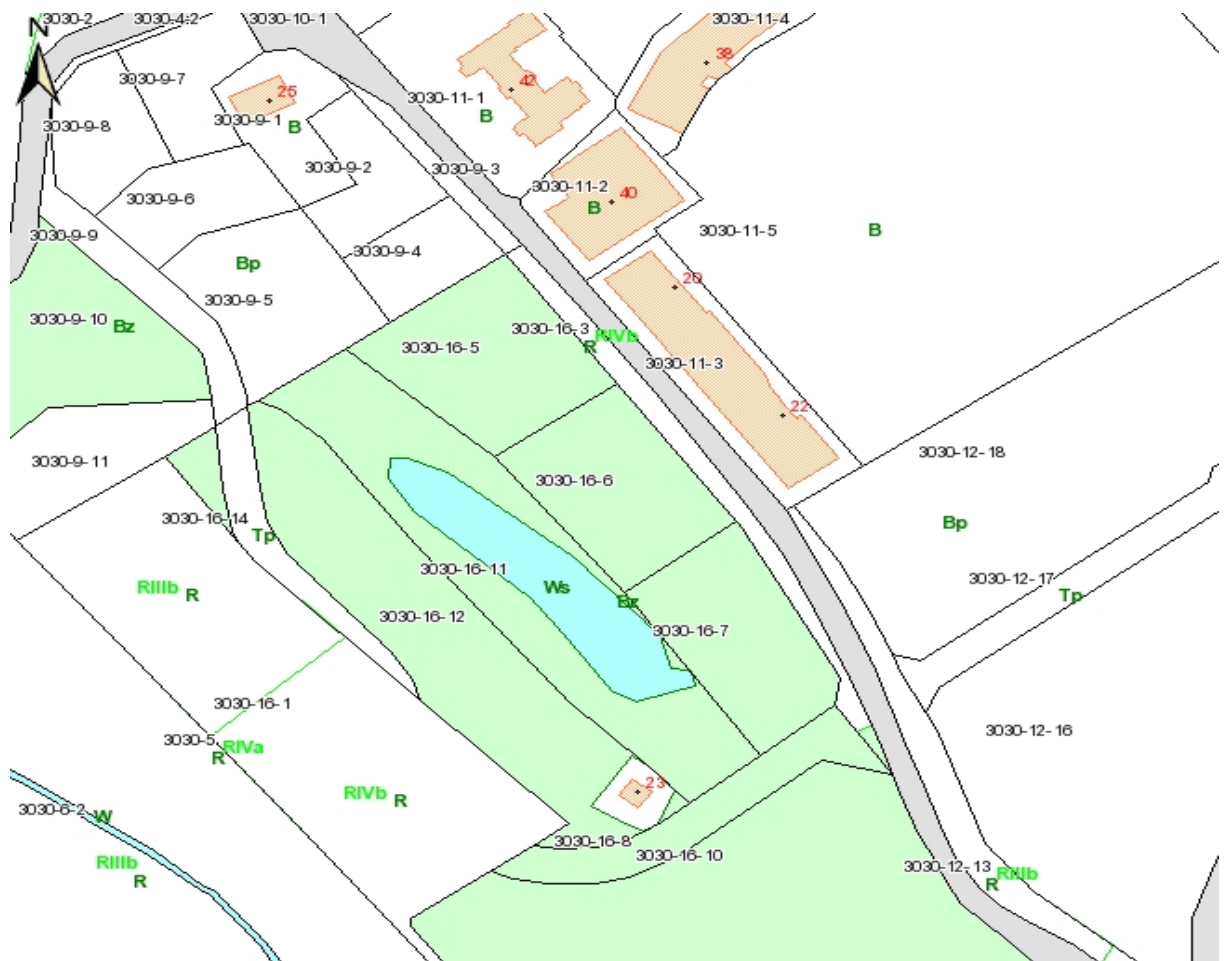 3030-2
3030-4-2
3030-10-1
3030-11-4
N
38
3030-9-7
42
25
3030-11-1
3030-9-1
B
B
3030-9-8
3030-9-2
3030-9-3
3030-11-2
40
3030-9-6
B
3030-11-5
B
3030-9-9
3030-9-4
Bp
20
3030-9-5
3030-9-10
Bz
3030-16-3
RIVb
R
3030-16-5
3030-11-3
22
3030-12-18
3030-9-11
3030-16-6
3030-16-14
Tp
Bp
3030-16-11
3030-12-17
Tp
RIIIb
R
Ws
Bz
3030-16-12
3030-16-7
3030-16-1
3030-12-16
3030-5
RIVa
R
23
RIVb
R
3030-6-2
W
3030-16-8
3030-16-10
RIIIb
R
3030-12-13
RIIIb
R